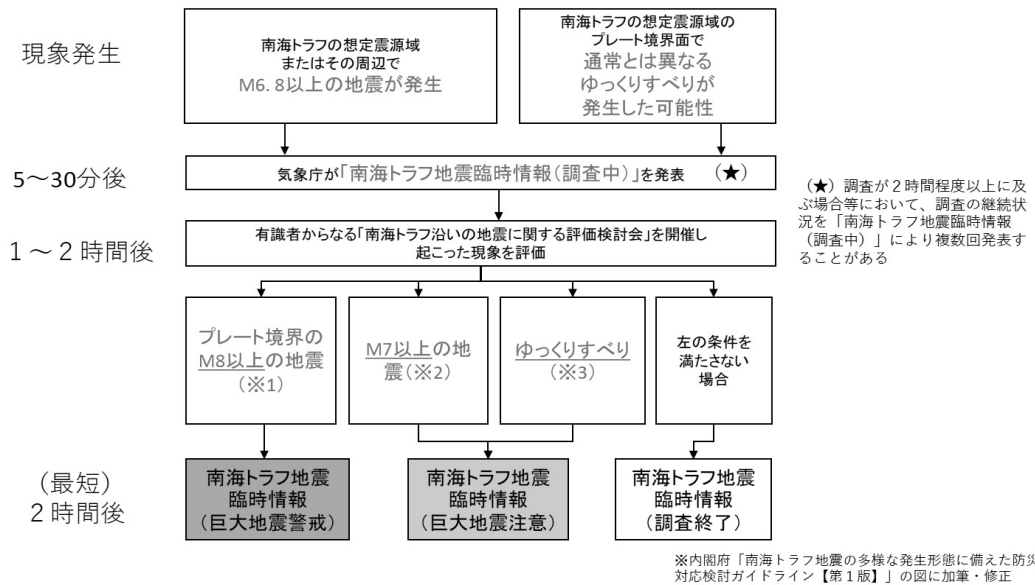 現象発生
南海トラフの想定震源域
またはその周辺で
M6.8以上の地震が発生
南海トラフの想定震源域の
プレート境界面で
通常とは異なる
ゆっくりすべりが
発生した可能性
5～30分後
気象庁が「南海トラフ地震臨時情報(調査中)」を発表　(★)
（★）調査が２時間程度以上に及
ぶ場合等において、調査の継続状
況を「南海トラフ地震臨時情報
（調査中）」により複数回発表す
ることがある
１～２時間後
有識者からなる「南海トラフ沿いの地震に関する評価検討会」を開催し
起こった現象を評価
プレート境界の
M8以上の地震
(※1)
M7以上の地
震(※2)
ゆっくりすべり
(※3)
左の条件を
満たさない
場合
（最短）
２時間後
南海トラフ地震
臨時情報
(巨大地震警戒)
南海トラフ地震
臨時情報
(巨大地震注意)
南海トラフ地震
臨時情報
(調査終了)
※内閣府「南海トラフ地震の多様な発生形態に備えた防災
対応検討ガイドライン【第１版】」の図に加筆・修正